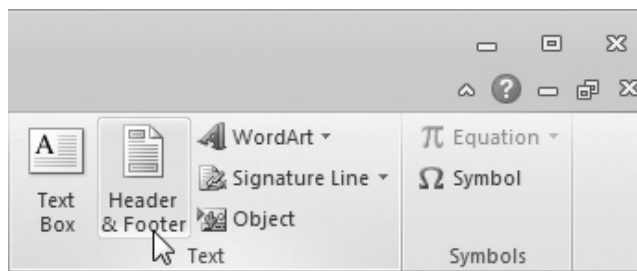 Text
Box
Header
& Footer
WordArt
Signature Line
Object
Text
Equation
Symbol
Symbols